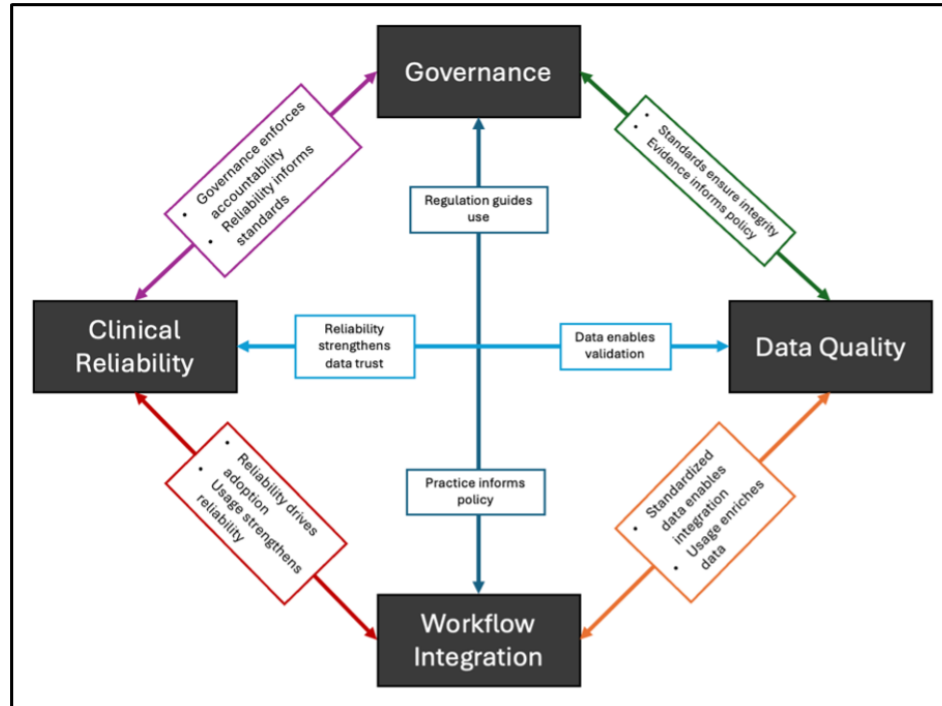 Governance
• Governance enforces
accountability
• Reliability informs
standards
• Standards ensure integrity
• Evidence informs policy
Regulation guides
use
Clinical
Reliability
Reliability
strengthens
data trust
Data enables
validation
Data Quality
• Reliability drives
adoption
• Usage strengthens
reliability
Practice informs
policy
• Standardized
data enables
integration
• Usage enriches
data
Workflow
Integration